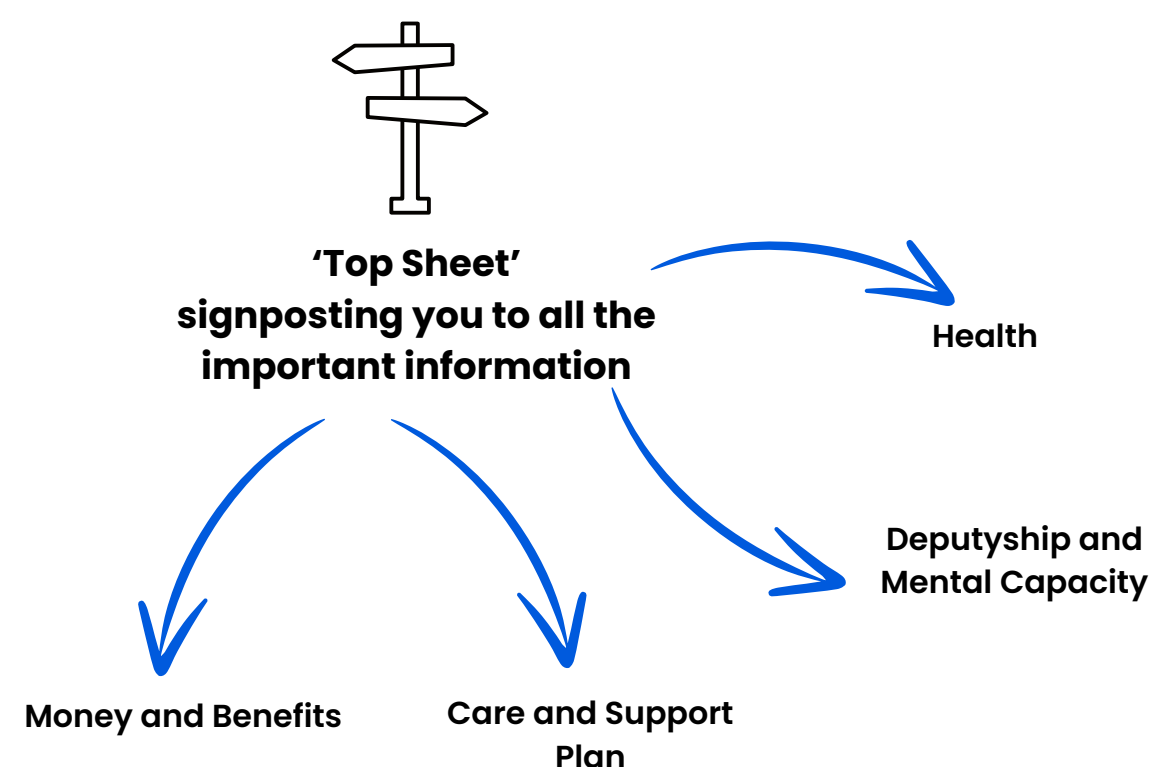 ‘Top Sheet’
signposting you to all the
important information
Health
Deputyship and
Mental Capacity
Money and Benefits
Care and Support
Plan